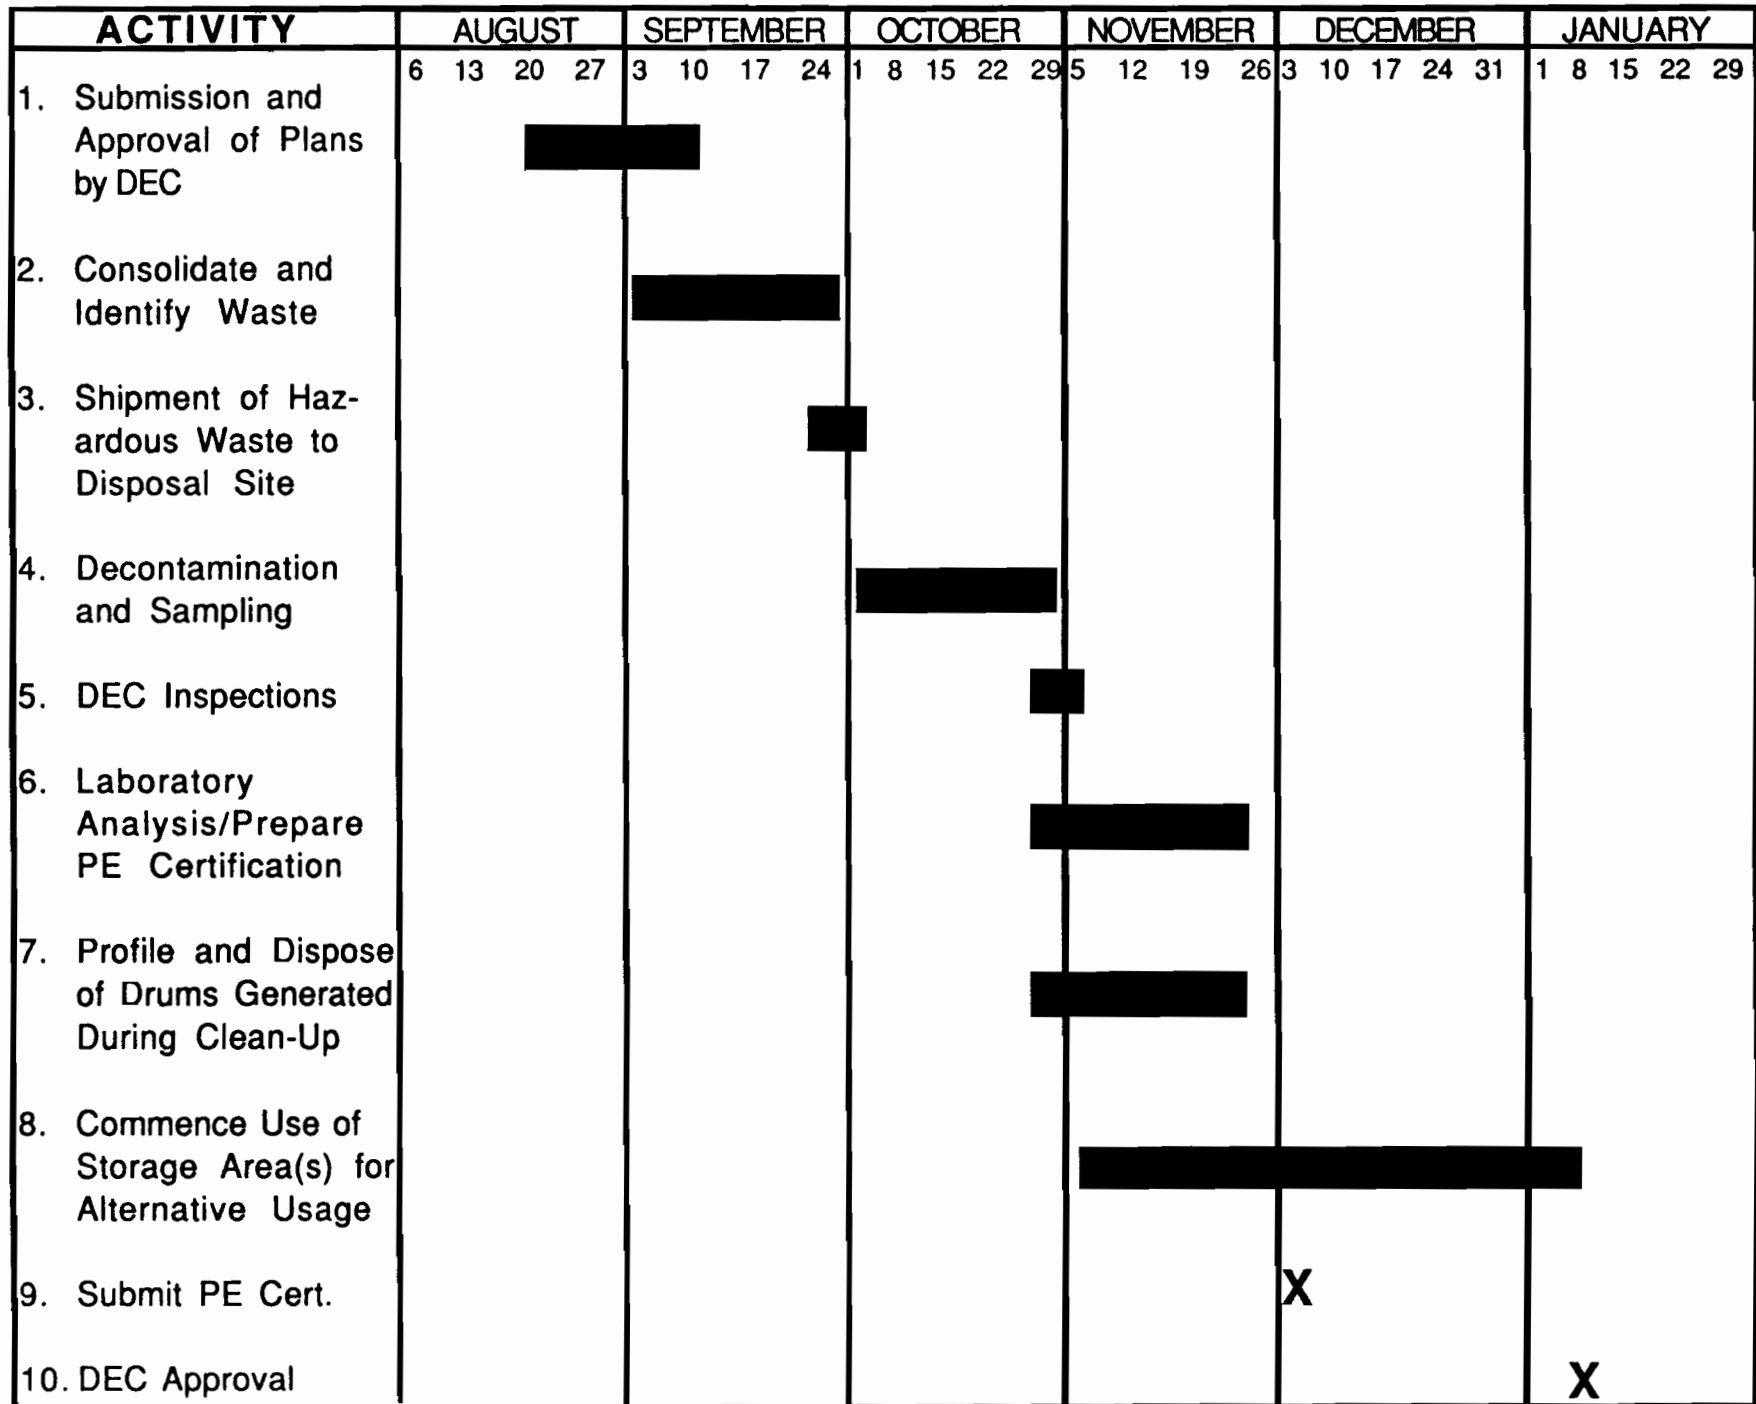 ACTIVITY AUGUST SEPTEMBER OCTOBER NOVEMBER DECEMBER JANUARY
6 13 20 27 3 10 17 24 1 8 15 22 29 5 12 19 26 3 10 17 24 31 1 8 15 22 29
1. Submission and
Approval of Plans
by DEC
2. Consolidate and
Identify Waste
3. Shipment of Haz-
ardous Waste to
Disposal Site
4. Decontamination
and Sampling
5. DEC Inspections
6. Laboratory
Analysis/Prepare
PE Certification
7. Profile and Dispose
of Drums Generated
During Clean-Up
8. Commence Use of
Storage Area(s) for
Alternative Usage
9. Submit PE Cert. X
10. DEC Approval X